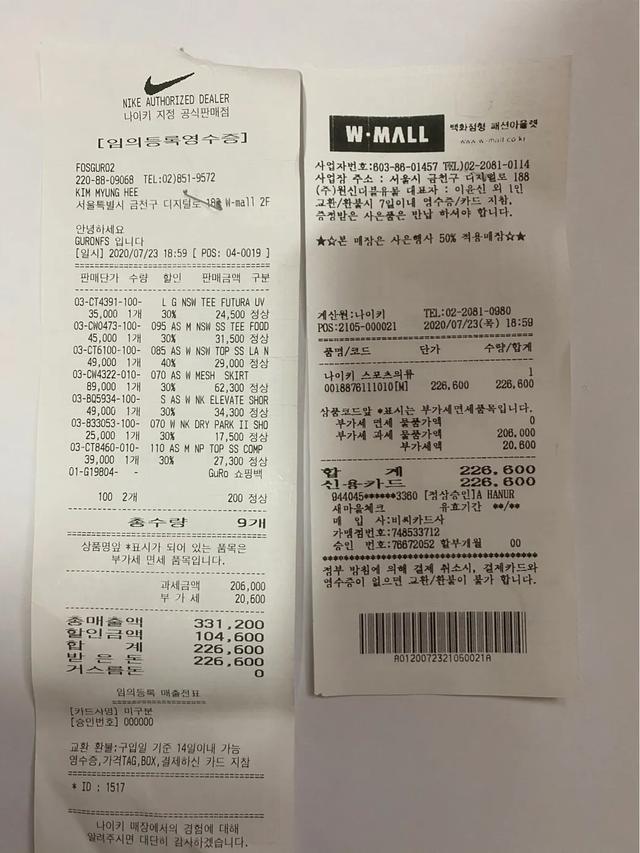 NIKE AUTHORIZED DEALER
나이키 지정 공식판매점
[임의등록영수증]
FOSGURO2
220-88-09068 TEL:02)851-9572
KIM MYUNG HEE
서울특별시 금천구 디지털로 188 W-mall 2F
안녕하세요
GURONFS 입니다
[일시] 2020/07/23 18:59 [ POS: 04-0019 ]
판매단가 수량 할인 판매금액 구분
03-CT4391-100- L G NSW TEE FUTURA UV
35,000 1개 30% 24,500 정상
03-CW0473-100- 095 AS M NSW SS TEE FOOD
45,000 1개 30% 31,500 정상
03-CT6100-100- 085 AS W NSW TOP SS LA N
49,000 1개 40% 29,000 정상
03-CW4322-010- 070 AS W MESH SKIRT
89,000 1개 30% 62,300 정상
03-BQ5934-100- S AS W NK ELEVATE SHOR
49,000 1개 30% 34,300 정상
03-833053-100- 070 W NK DRY PARK II SHO
25,000 1개 30% 17,500 정상
03-CT8460-010- 110 AS M NP TOP SS COMP
39,000 1개 30% 27,300 정상
01-G19804- - GuRo 쇼핑백
100 2개 200 정상
총수량 9개
상품명앞 *표시가 되어 있는 품목은
부가세 면세 품목입니다.
과세금액 206,000
부 가 세 20,600
총매출액 331,200
할인금액 104,600
합 계 226,600
받 은 돈 226,600
거스름돈 0
임의등록 매출전표
[카드사명] 미구분
[승인번호] 000000
교환 환불:구입일 기준 14일이내 가능
영수증,가격TAG,BOX,결제하신 카드 지참
* ID : 1517
나이키 매장에서의 경험에 대해
알려주시면 대단히 감사하겠습니다.
W·MALL 백화점형 패션아울렛
www.w-mall.co.kr
사업자번호:603-86-01457 TEL)02-2081-0114
사업장 주소 : 서울시 금천구 디지털로 188
(주)원신더블유몰 대표자 : 이윤신 외 1인
교환/환불시 7일이내 영수증/카드 지참.
증정받은 사은품은 반납 하셔야 합니다.
★☆본 매장은 사은행사 50% 적용매장☆★
계산원:나이키 TEL:02-2081-0980
POS:2105-000021 2020/07/23(목) 18:59
품명/코드 단가 수량/합계
나이키 스포츠의류 1
0018876111010[M] 226,600 226,600
상품코드앞 *표시는 부가세면세품목입니다.
부가세 면세 물품가액 0
부가세 과세 물품가액 206,000
부가세액 20,600
합 계 226,600
신용카드 226,600
944045******3360 [정상승인]A HANUR
새마을체크 유효기간 **/**
매 입 사:비씨카드사
가맹점번호:748533712
승인 번호:76672052 할부개월 00
정부 방침에 의해 결제 취소시, 결제카드와
영수증이 없으면 교환/환불이 불가 합니다.
A0120072321050021A